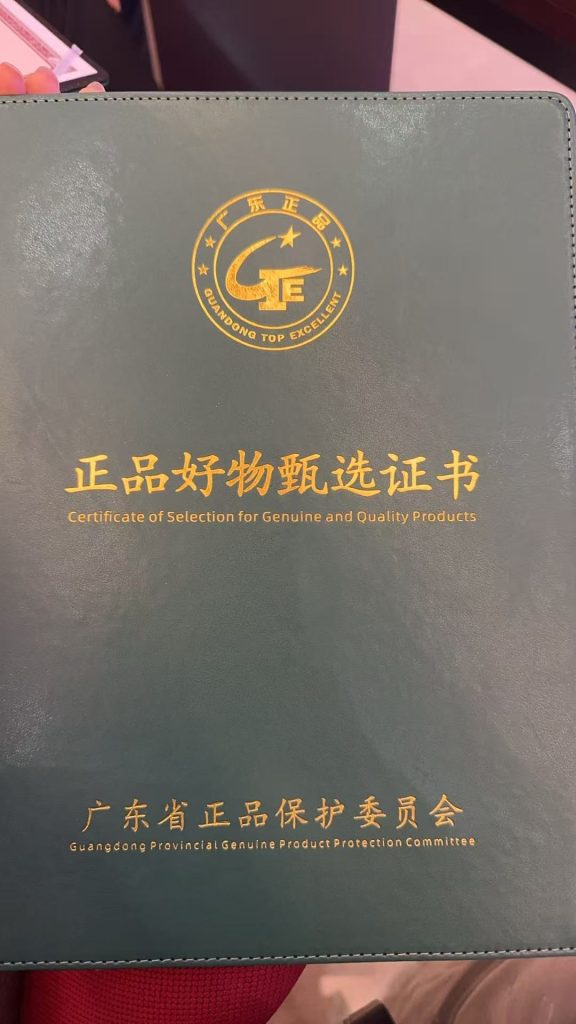 广东正品
GTE
GUANDONG TOP EXCELLENT
正品好物甄选证书
Certificate of Selection for Genuine and Quality Products
广东省正品保护委员会
Guangdong Provincial Genuine Product Protection Committee